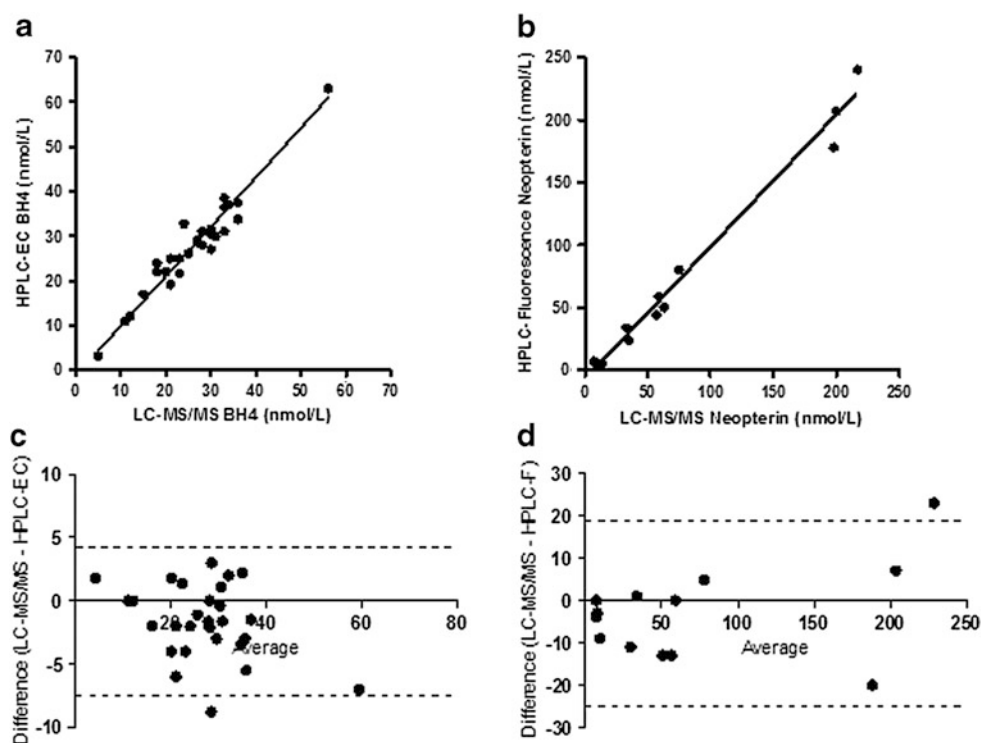 a
70
60
50
40
30
20
10
0
HPLC-EC BH4 (nmol/L)
0 10 20 30 40 50 60 70
LC-MS/MS BH4 (nmol/L)
b
250
200
150
100
50
0
HPLC- Fluorescence Neopterin (nmol/L)
0 50 100 150 200 250
LC-MS/MS Neopterin (nmol/L)
c
10
5
0
-5
-10
Difference (LC-MS/MS - HPLC-EC)
20 40 60 80
Average
d
30
20
10
0
-10
-20
-30
Difference (LC-MS/MS - HPLC-F)
50 100 150 200 250
Average